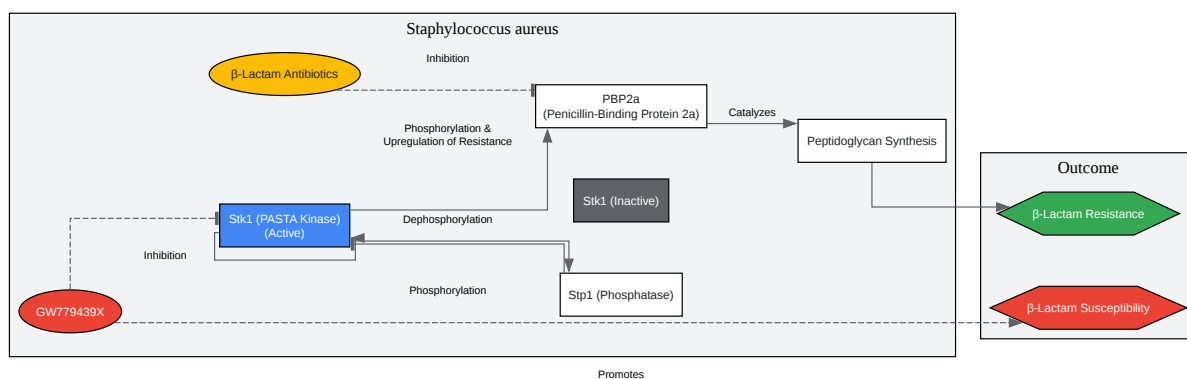 Staphylococcus aureus
Inhibition
β-Lactam Antibiotics
PBP2a
(Penicillin-Binding Protein 2a)
Catalyzes
Phosphorylation &
Upregulation of Resistance
Peptidoglycan Synthesis
Outcome
Stk1 (Inactive)
Stk1 (PASTA Kinase)
(Active)
Dephosphorylation
β-Lactam Resistance
Inhibition
Phosphorylation
Stp1 (Phosphatase)
GW779439X
β-Lactam Susceptibility
Promotes